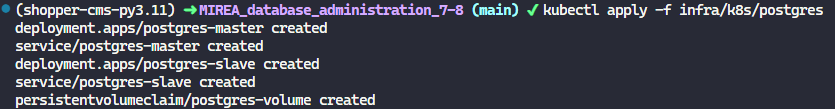 (shopper-cms-py3.11) ➜MIREA_database_administration_7-8 (main) ✓ kubectl apply -f infra/k8s/postgres
deployment.apps/postgres-master created
service/postgres-master created
deployment.apps/postgres-slave created
service/postgres-slave created
persistentvolumeclaim/postgres-volume created